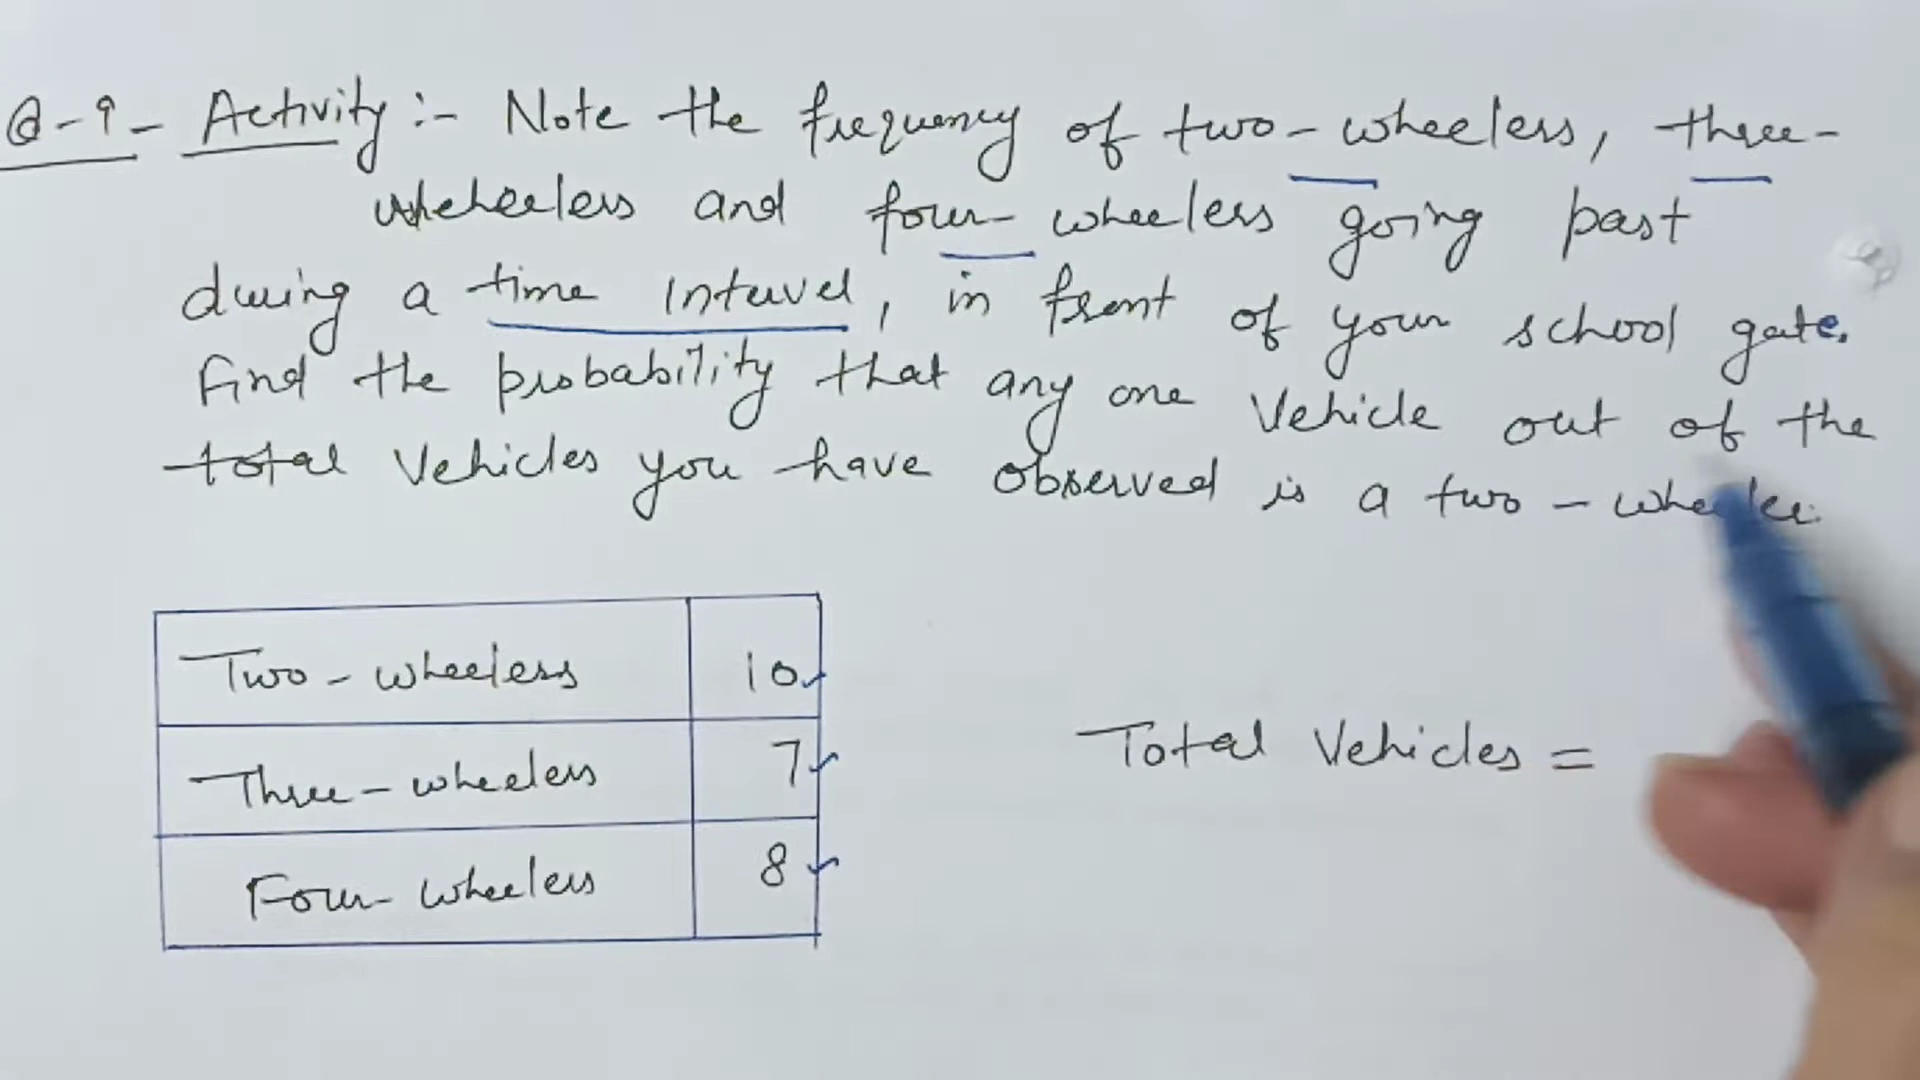 Q-9- Activity :- Note the frequency of two-wheelers, three-
wheelers and four-wheelers going past
during a time interval, in front of your school gate.
Find the probability that any one Vehicle out of the
total Vehicles you have observed is a two-wheeler.
Two-wheelers 10
Three-wheelers 7
Total Vehicles =
Four-wheelers 8